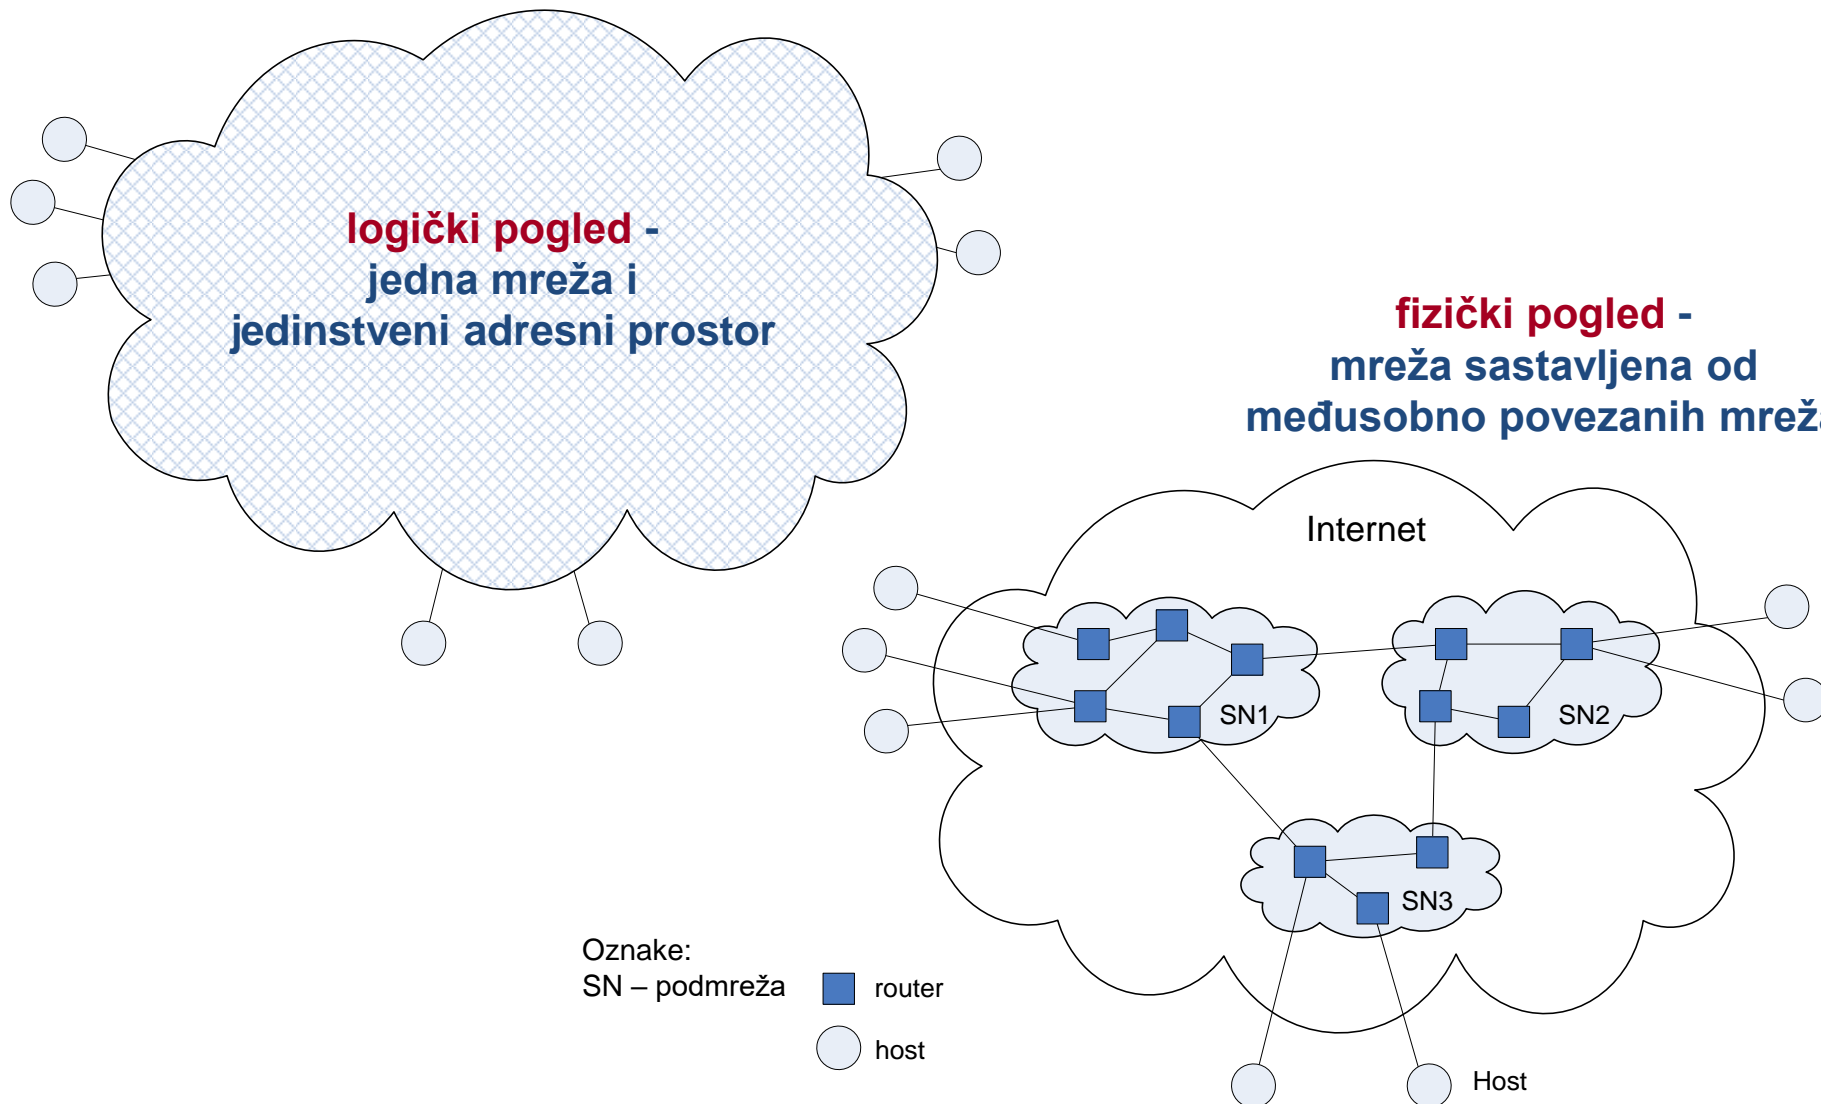 logički pogled -
jedna mreža i
jedinstveni adresni prostor
fizički pogled -
mreža sastavljena od
međusobno povezanih mreža
Internet
SN1
SN2
SN3
Oznake:
SN – podmreža
router
host
Host